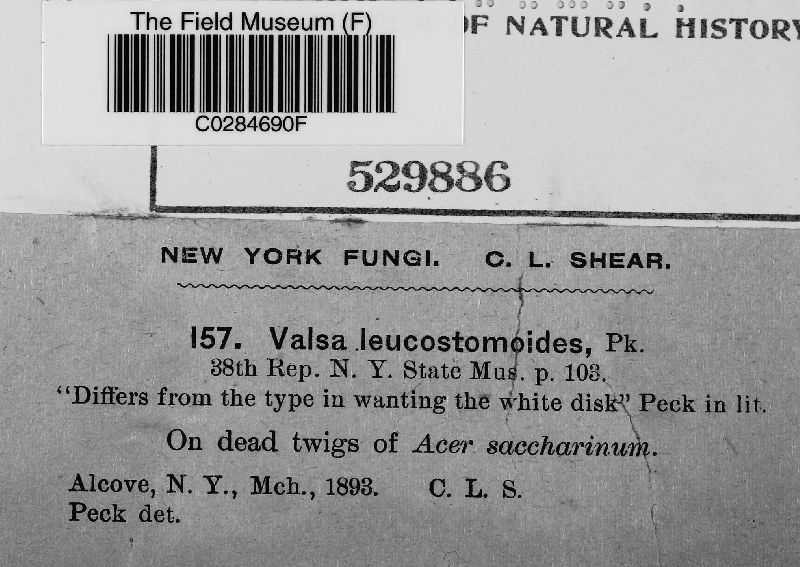 The Field Museum (F)
OF NATURAL HISTORY
C0284690F
529886
NEW YORK FUNGI. C. L. SHEAR.
157. Valsa leucostomoides, Pk.
38th Rep. N. Y. State Mus. p. 103.
“Differs from the type in wanting the white disk” Peck in lit.
On dead twigs of Acer saccharinum.
Alcove, N. Y., Mch., 1893. C. L. S.
Peck det.